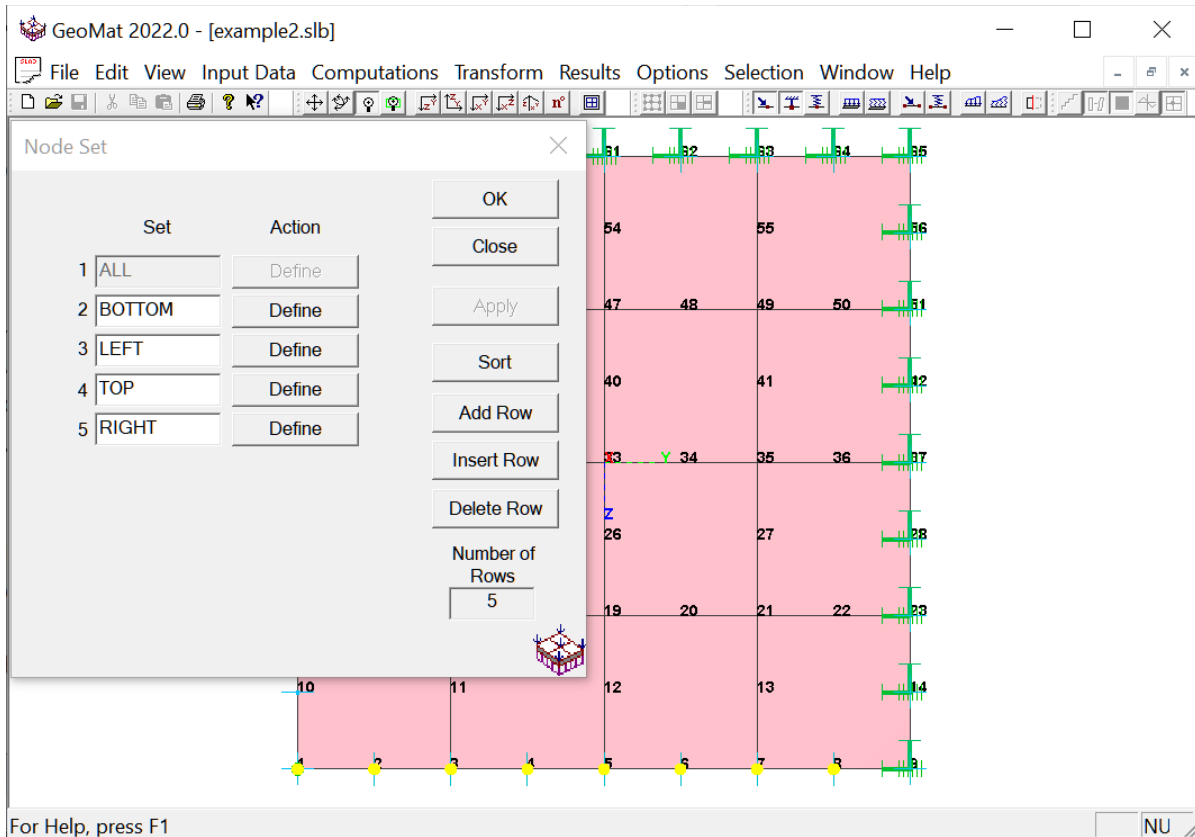 GeoMat 2022.0 - [example2.slb]
File Edit View Input Data Computations Transform Results Options Selection Window Help
Node Set
OK
Set Action
Close
1 ALL Define
2 BOTTOM Define
Apply
3 LEFT Define
Sort
4 TOP Define
Add Row
5 RIGHT Define
Insert Row
Delete Row
Number of
Rows
5
61 62 63 64 65
54 55 56
47 48 49 50 51
40 41 42
33 Y 34 35 36 37
Z
26 27 28
19 20 21 22 23
10 11 12 13 14
1 2 3 4 5 6 7 8 9
For Help, press F1 NU